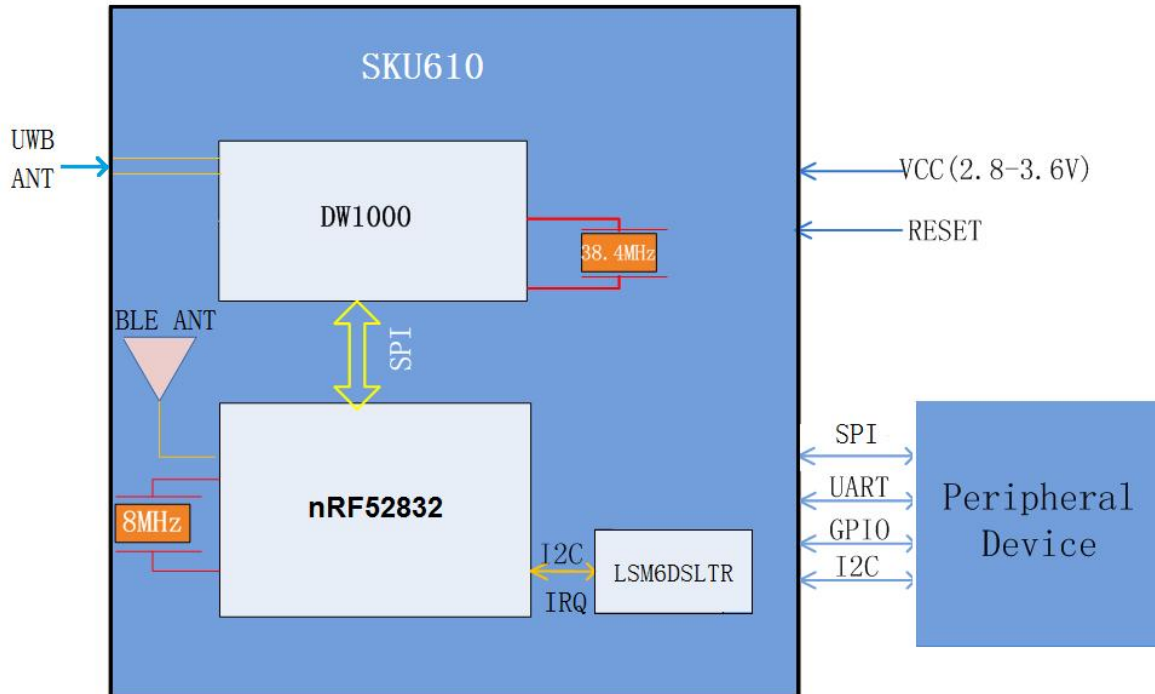 SKU610
UWB
ANT
DW1000
38.4MHz
VCC(2.8-3.6V)
RESET
BLE ANT
SPI
nRF52832
8MHz
I2C
IRQ
LSM6DSLTR
SPI
UART
GPIO
I2C
Peripheral
Device